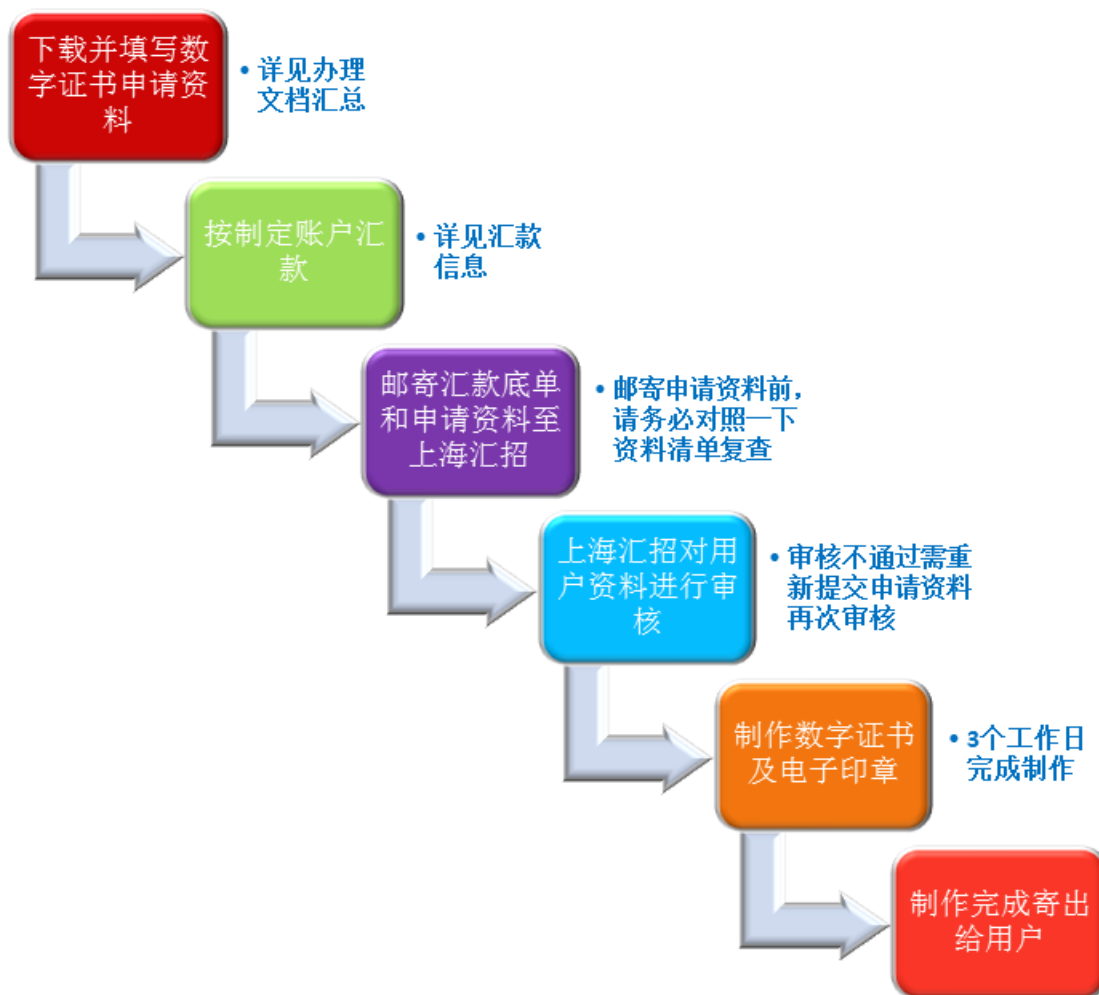 下载并填写数
字证书申请资
料
• 详见办理
文档汇总
按制定账户汇
款
• 详见汇款
信息
邮寄汇款底单
和申请资料至
上海汇招
• 邮寄申请资料前，
请务必对照一下
资料清单复查
上海汇招对用
户资料进行审
核
• 审核不通过需重
新提交申请资料
再次审核
制作数字证书
及电子印章
• 3个工作日
完成制作
制作完成寄出
给用户